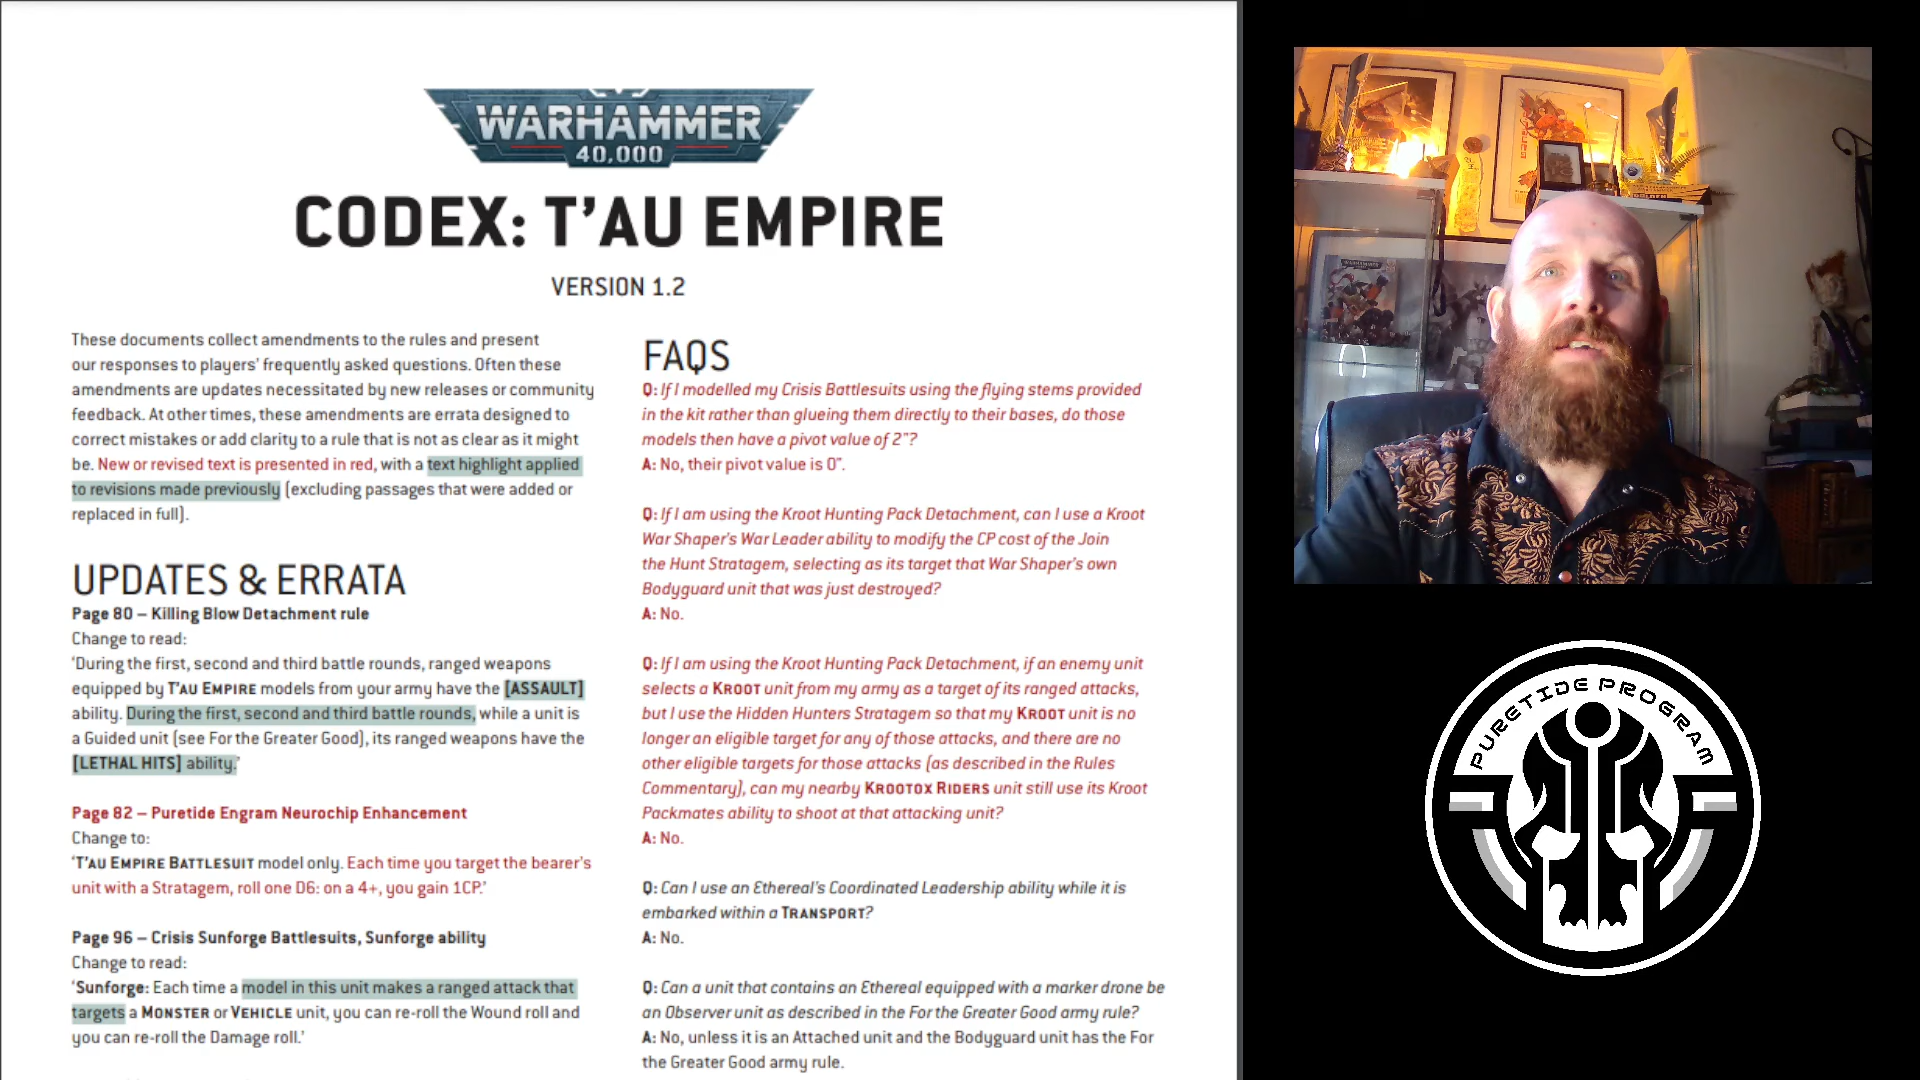 WARHAMMER
40,000
CODEX: T'AU EMPIRE
VERSION 1.2
These documents collect amendments to the rules and present
our responses to players' frequently asked questions. Often these
amendments are updates necessitated by new releases or community
feedback. At other times, these amendments are errata designed to
correct mistakes or add clarity to a rule that is not as clear as it might
be. New or revised text is presented in red, with a text highlight applied
to revisions made previously (excluding passages that were added or
replaced in full).
UPDATES & ERRATA
Page 80 – Killing Blow Detachment rule
Change to read:
'During the first, second and third battle rounds, ranged weapons
equipped by T'AU EMPIRE models from your army have the [ASSAULT]
ability. During the first, second and third battle rounds, while a unit is
a Guided unit (see For the Greater Good), its ranged weapons have the
[LETHAL HITS] ability.'
Page 82 – Puretide Engram Neurochip Enhancement
Change to:
'T'AU EMPIRE BATTLESUIT model only. Each time you target the bearer's
unit with a Stratagem, roll one D6: on a 4+, you gain 1CP.'
Page 96 – Crisis Sunforge Battlesuits, Sunforge ability
Change to read:
'Sunforge: Each time a model in this unit makes a ranged attack that
targets a MONSTER or VEHICLE unit, you can re-roll the Wound roll and
you can re-roll the Damage roll.'
FAQS
Q: If I modelled my Crisis Battlesuits using the flying stems provided
in the kit rather than glueing them directly to their bases, do those
models then have a pivot value of 2"?
A: No, their pivot value is 0".
Q: If I am using the Kroot Hunting Pack Detachment, can I use a Kroot
War Shaper's War Leader ability to modify the CP cost of the Join
the Hunt Stratagem, selecting as its target that War Shaper's own
Bodyguard unit that was just destroyed?
A: No.
Q: If I am using the Kroot Hunting Pack Detachment, if an enemy unit
selects a KROOT unit from my army as a target of its ranged attacks,
but I use the Hidden Hunters Stratagem so that my KROOT unit is no
longer an eligible target for any of those attacks, and there are no
other eligible targets for those attacks (as described in the Rules
Commentary), can my nearby KROOTOX RIDERS unit still use its Kroot
Packmates ability to shoot at that attacking unit?
A: No.
Q: Can I use an Ethereal's Coordinated Leadership ability while it is
embarked within a TRANSPORT?
A: No.
Q: Can a unit that contains an Ethereal equipped with a marker drone be
an Observer unit as described in the For the Greater Good army rule?
A: No, unless it is an Attached unit and the Bodyguard unit has the For
the Greater Good army rule.
WARHAMMER
PURETIDE PROGRAM